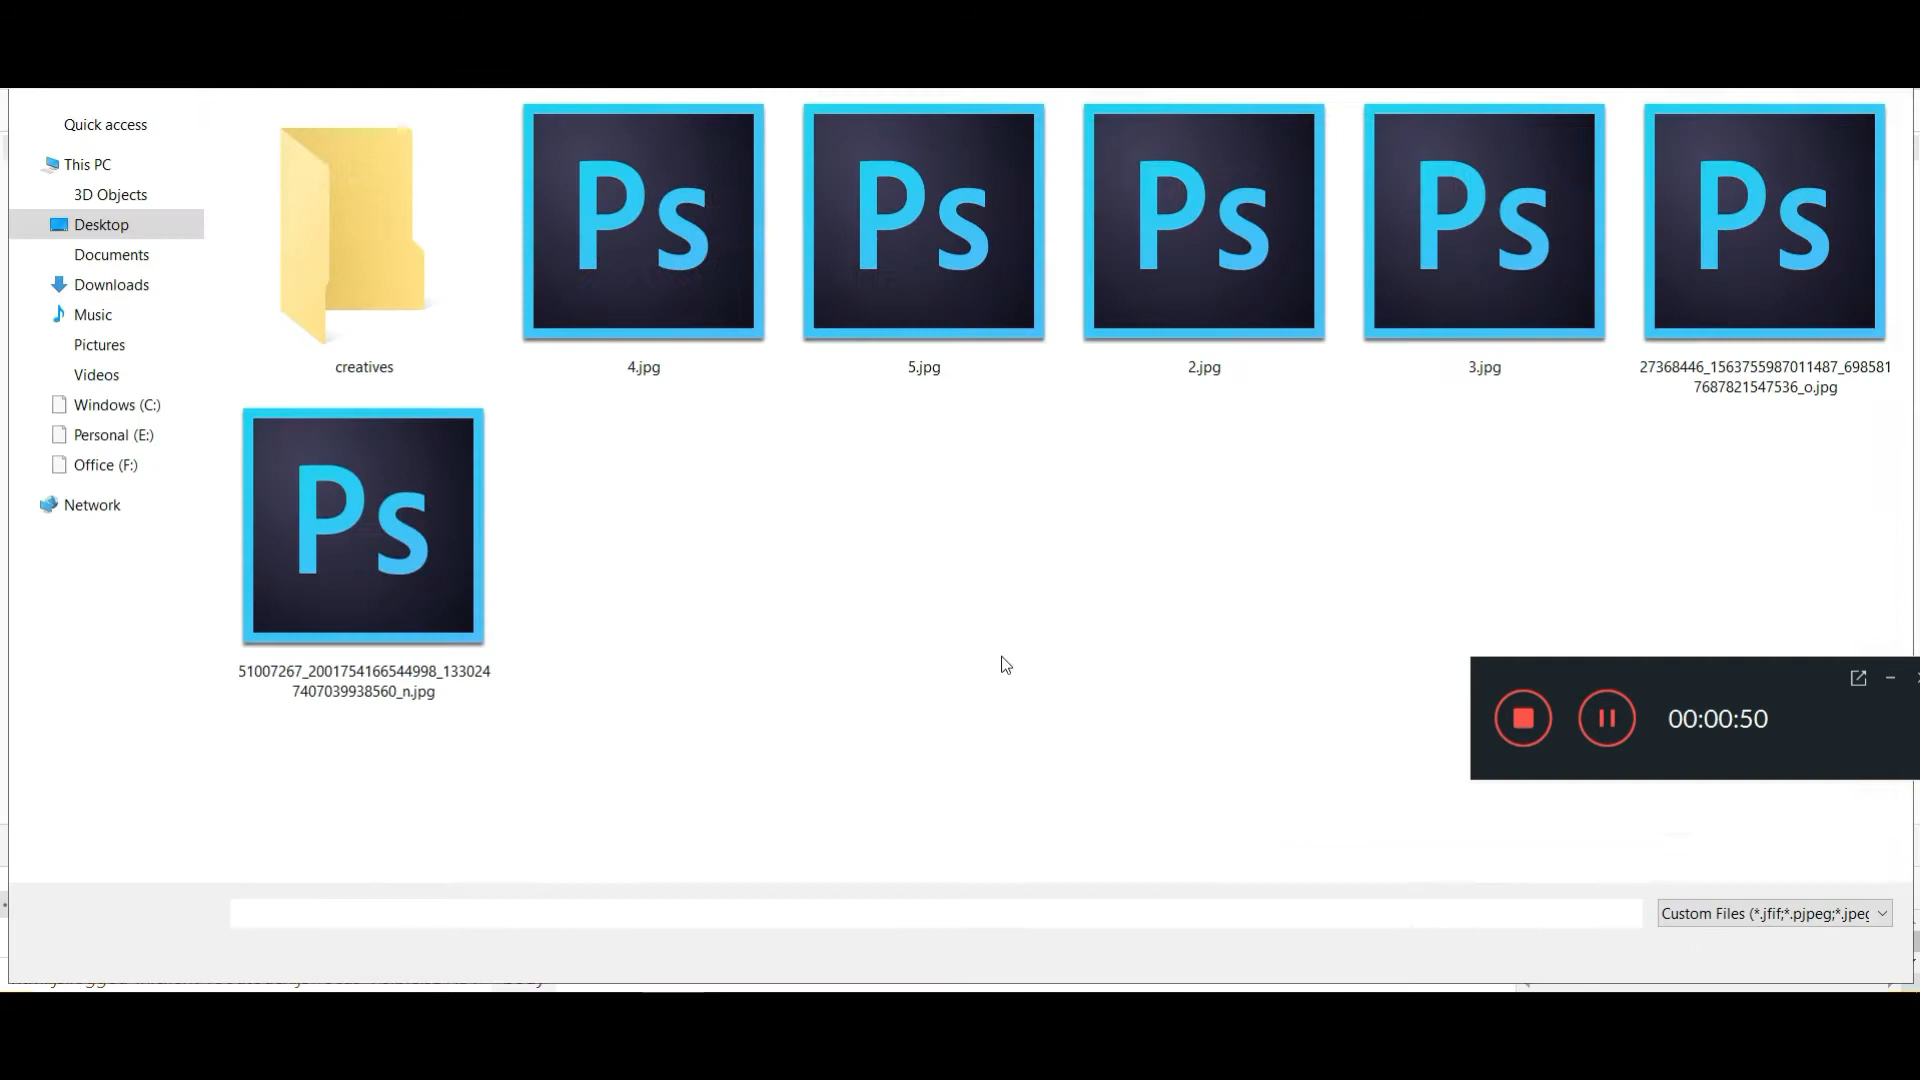 Quick access
This PC
3D Objects
Desktop
Documents
Downloads
Music
Pictures
Videos
Windows (C:)
Personal (E:)
Office (F:)
Network
Ps
Ps
Ps
Ps
Ps
creatives
4.jpg
5.jpg
2.jpg
3.jpg
27368446_1563755987011487_698581
7687821547536_o.jpg
Ps
51007267_2001754166544998_133024
7407039938560_n.jpg
00:00:50
Custom Files (*.jfif;*.pjpeg;*.jpeg